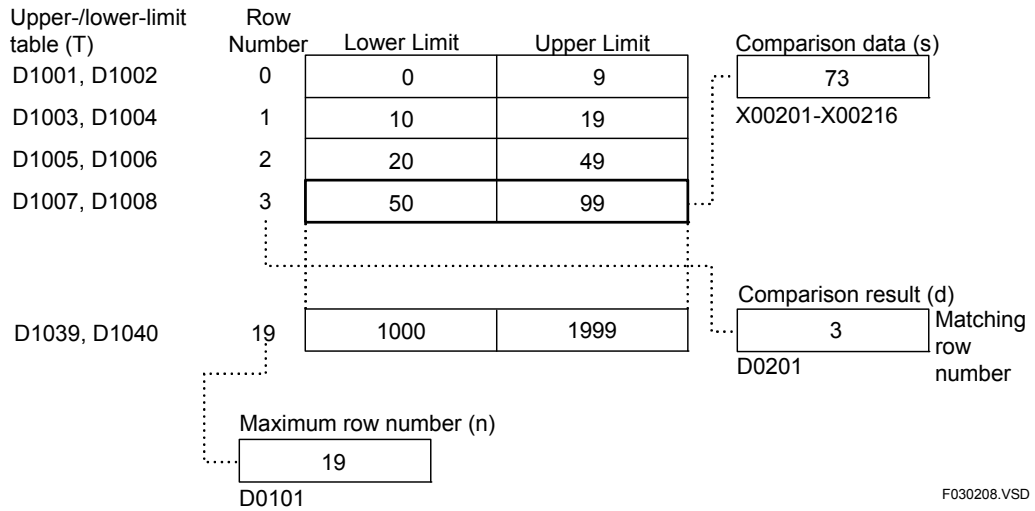 Upper-/lower-limit
table (T)
Row
Number
Lower Limit
Upper Limit
Comparison data (s)
D1001, D1002 0 0 9 73
D1003, D1004 1 10 19 X00201-X00216
D1005, D1006 2 20 49
D1007, D1008 3 50 99
Comparison result (d)
D1039, D1040 19 1000 1999 3
Matching
row
number
D0201
Maximum row number (n)
19
D0101
F030208.VSD